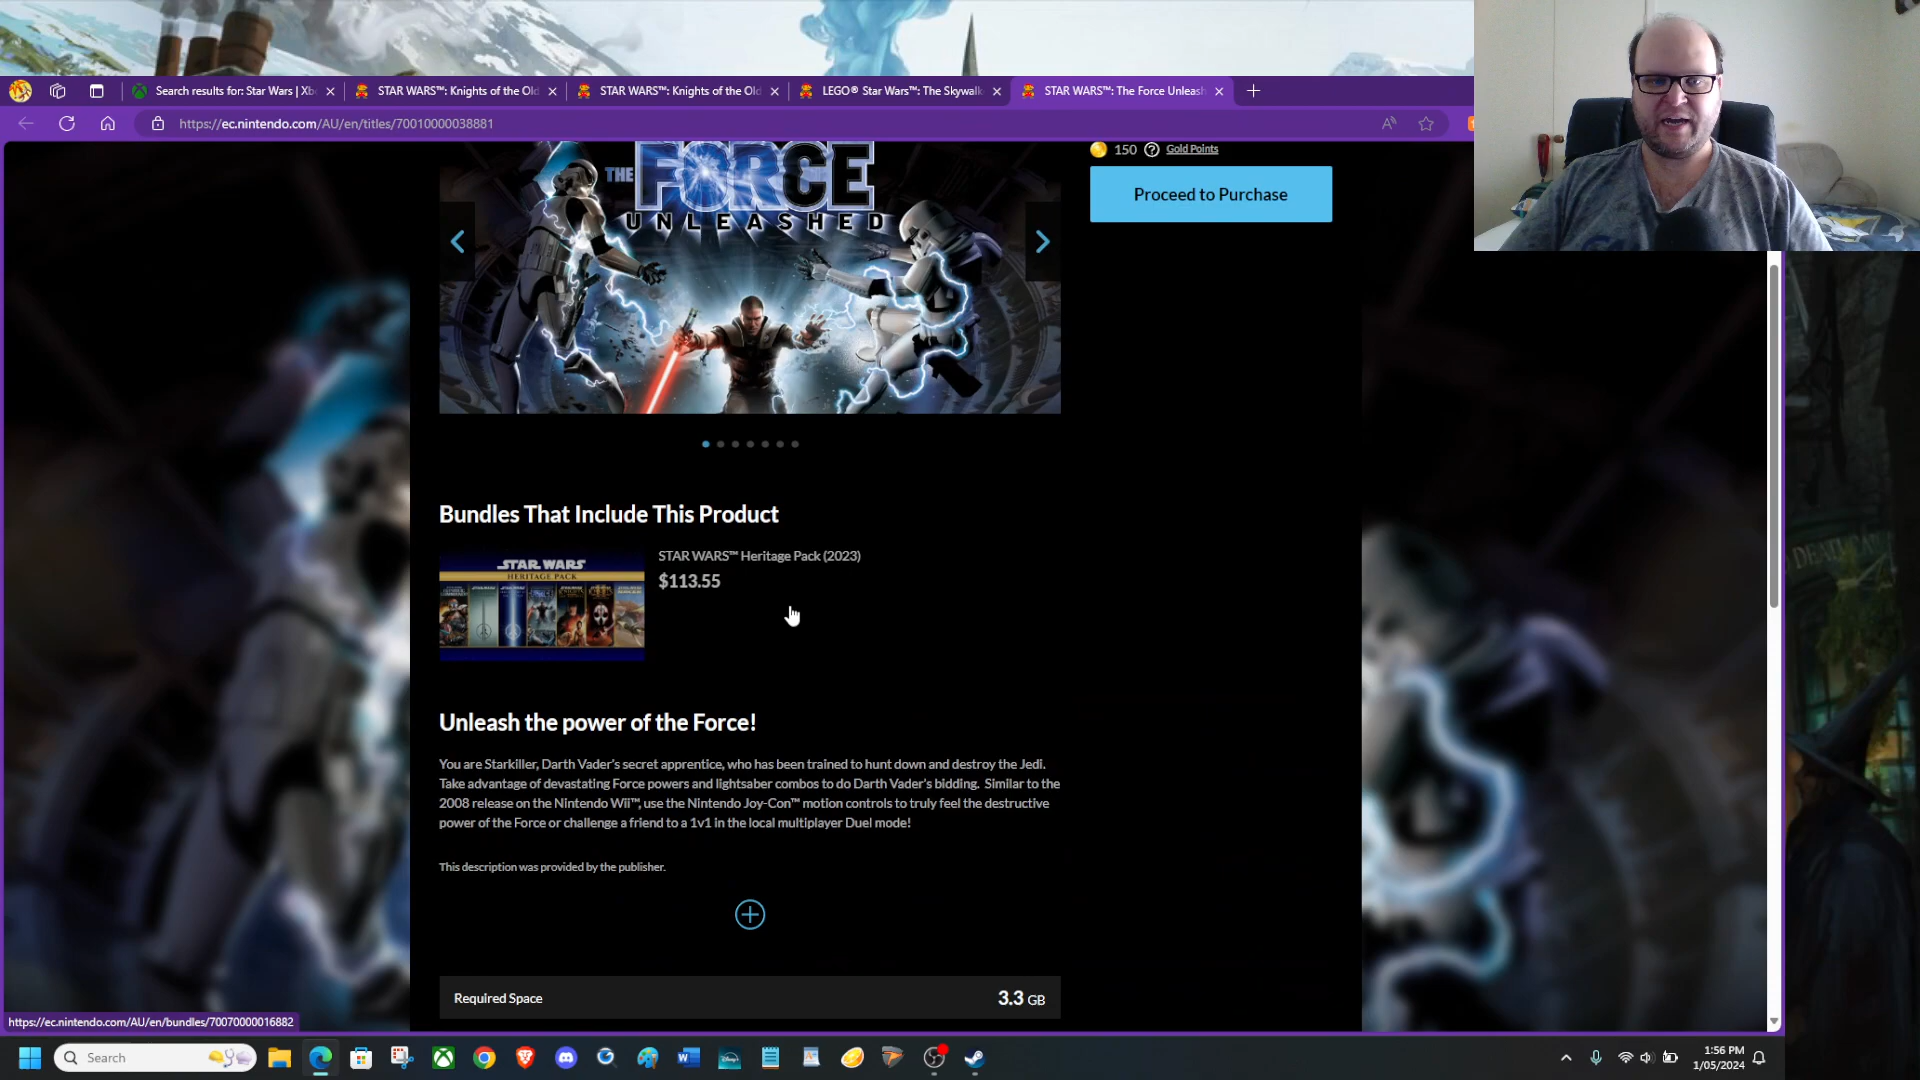 Search results for: Star Wars | Xb
STAR WARS™: Knights of the Old
STAR WARS™: Knights of the Old
LEGO® Star Wars™: The Skywalk
STAR WARS™: The Force Unleash
https://ec.nintendo.com/AU/en/titles/70010000038881
THE FORCE
UNLEASHED
150 Gold Points
Proceed to Purchase
Bundles That Include This Product
STAR WARS
HERITAGE PACK
STAR WARS™ Heritage Pack (2023)
$113.55
Unleash the power of the Force!
You are Starkiller, Darth Vader's secret apprentice, who has been trained to hunt down and destroy the Jedi.
Take advantage of devastating Force powers and lightsaber combos to do Darth Vader's bidding. Similar to the
2008 release on the Nintendo Wii™, use the Nintendo Joy-Con™ motion controls to truly feel the destructive
power of the Force or challenge a friend to a 1v1 in the local multiplayer Duel mode!
This description was provided by the publisher.
Required Space
3.3 GB
https://ec.nintendo.com/AU/en/bundles/70070000016882
Search
1:56 PM
1/05/2024